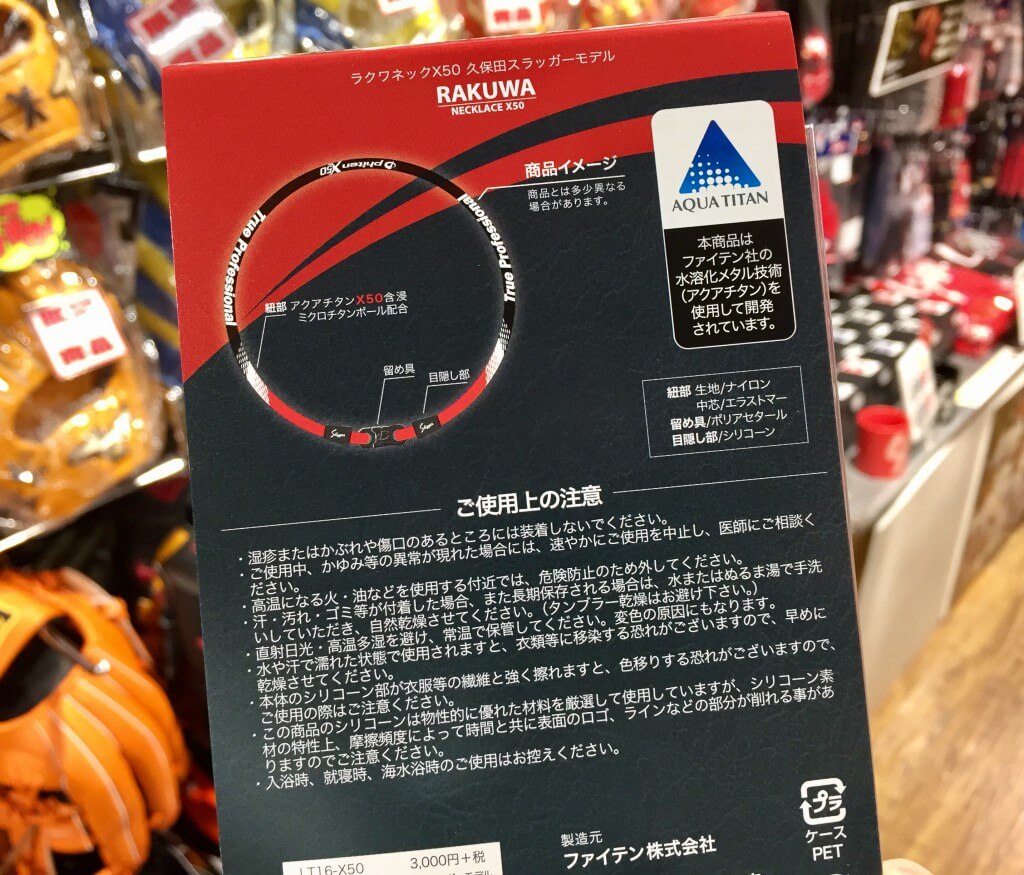 ラクワネックX50 久保田スラッガーモデル
RAKUWA
NECKLACE X50
phiten X50
True Professional
True Professional
商品イメージ
商品とは多少異なる
場合があります。
紐部 アクアチタンX50含浸
ミクロチタンボール配合
留め具
目隠し部
AQUA TITAN
本商品は
ファイテン社の
水溶化メタル技術
(アクアチタン)を
使用して開発
されています。
紐部 生地/ナイロン
中芯/エラストマー
留め具/ポリアセタール
目隠し部/シリコーン
ご使用上の注意
・湿疹またはかぶれや傷口のあるところには装着しないでください。
・ご使用中、かゆみ等の異常が現れた場合には、速やかにご使用を中止し、医師にご相談く
ださい。
・高温になる火・油などを使用する付近では、危険防止のため外してください。
・汗・汚れ・ゴミ等が付着した場合、また長期保存される場合は、水またはぬるま湯で手洗
いしていただき、自然乾燥させてください。(タンブラー乾燥はお避け下さい。)
・直射日光・高温多湿を避け、常温で保管してください。変色の原因にもなります。
・水や汗で濡れた状態で使用されますと、衣類等に移染する恐れがございますので、早めに
乾燥させてください。
・本体のシリコーン部が衣服等の繊維と強く擦れますと、色移りする恐れがございますので、
ご使用の際はご注意ください。
・この商品のシリコーンは物性的に優れた材料を厳選して使用していますが、シリコーン素
材の特性上、摩擦頻度によって時間と共に表面のロゴ、ラインなどの部分が削れる事があ
りますのでご注意ください。
・入浴時、就寝時、海水浴時のご使用はお控えください。
プラ
ケース
PET
製造元
ファイテン株式会社
LT16-X50
3,000円+税